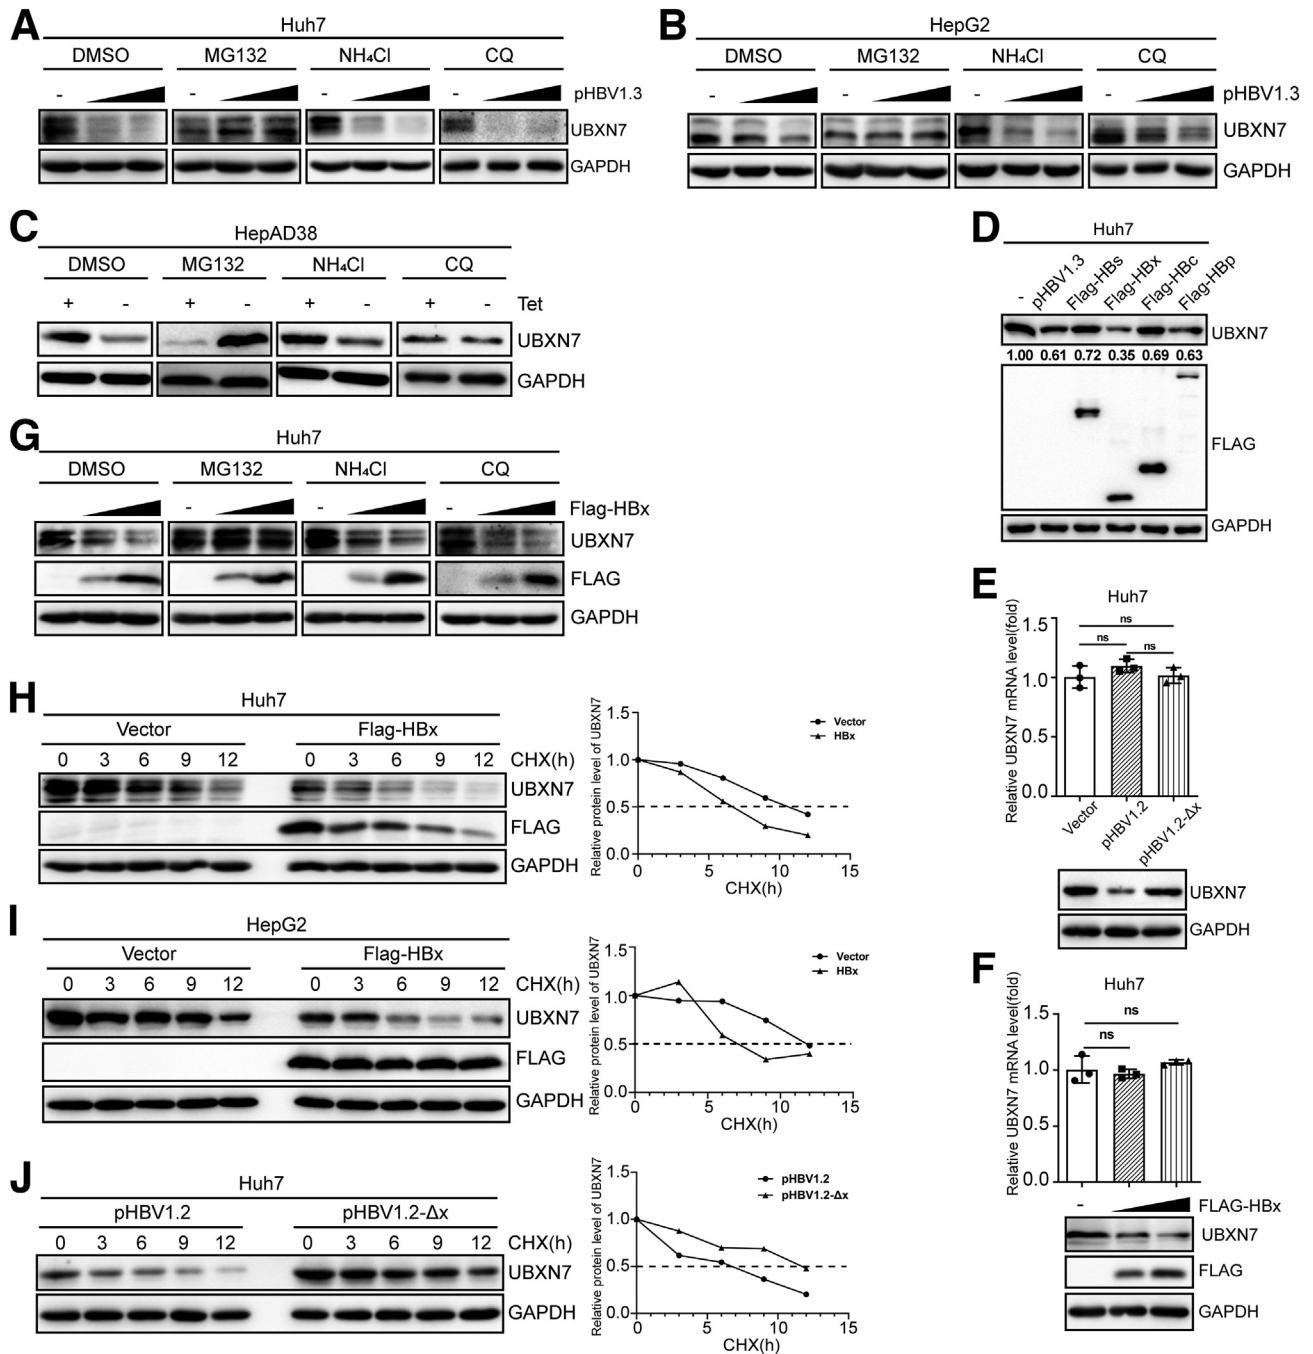 A
Huh7
DMSO MG132 NH₄Cl CQ
- - - - pHBV1.3
UBXN7
GAPDH
B
HepG2
DMSO MG132 NH₄Cl CQ
- - - - pHBV1.3
UBXN7
GAPDH
C
HepAD38
DMSO MG132 NH₄Cl CQ
+ - + - + - + - Tet
UBXN7
GAPDH
D
Huh7
- pHBV1.3 Flag-HBs Flag-HBx Flag-HBc Flag-HBp
UBXN7
1.00 0.61 0.72 0.35 0.69 0.63
FLAG
GAPDH
G
Huh7
DMSO MG132 NH₄Cl CQ
- - - - Flag-HBx
UBXN7
FLAG
GAPDH
E
Huh7
Relative UBXN7 mRNA level(fold)
1.5
1.0
0.5
0.0
ns
ns
ns
Vector pHBV1.2 pHBV1.2-Δx
UBXN7
GAPDH
H
Huh7
Vector Flag-HBx
0 3 6 9 12 0 3 6 9 12 CHX(h)
UBXN7
FLAG
GAPDH
Relative protein level of UBXN7
1.5
1.0
0.5
0.0
0 5 10 15
CHX(h)
Vector
HBx
I
HepG2
Vector Flag-HBx
0 3 6 9 12 0 3 6 9 12 CHX(h)
UBXN7
FLAG
GAPDH
Relative protein level of UBXN7
1.5
1.0
0.5
0.0
0 5 10 15
CHX(h)
Vector
HBx
F
Huh7
Relative UBXN7 mRNA level(fold)
1.5
1.0
0.5
0.0
ns
ns
- FLAG-HBx
UBXN7
FLAG
GAPDH
J
Huh7
pHBV1.2 pHBV1.2-Δx
0 3 6 9 12 0 3 6 9 12 CHX(h)
UBXN7
GAPDH
Relative protein level of UBXN7
1.5
1.0
0.5
0.0
0 5 10 15
CHX(h)
pHBV1.2
pHBV1.2-Δx